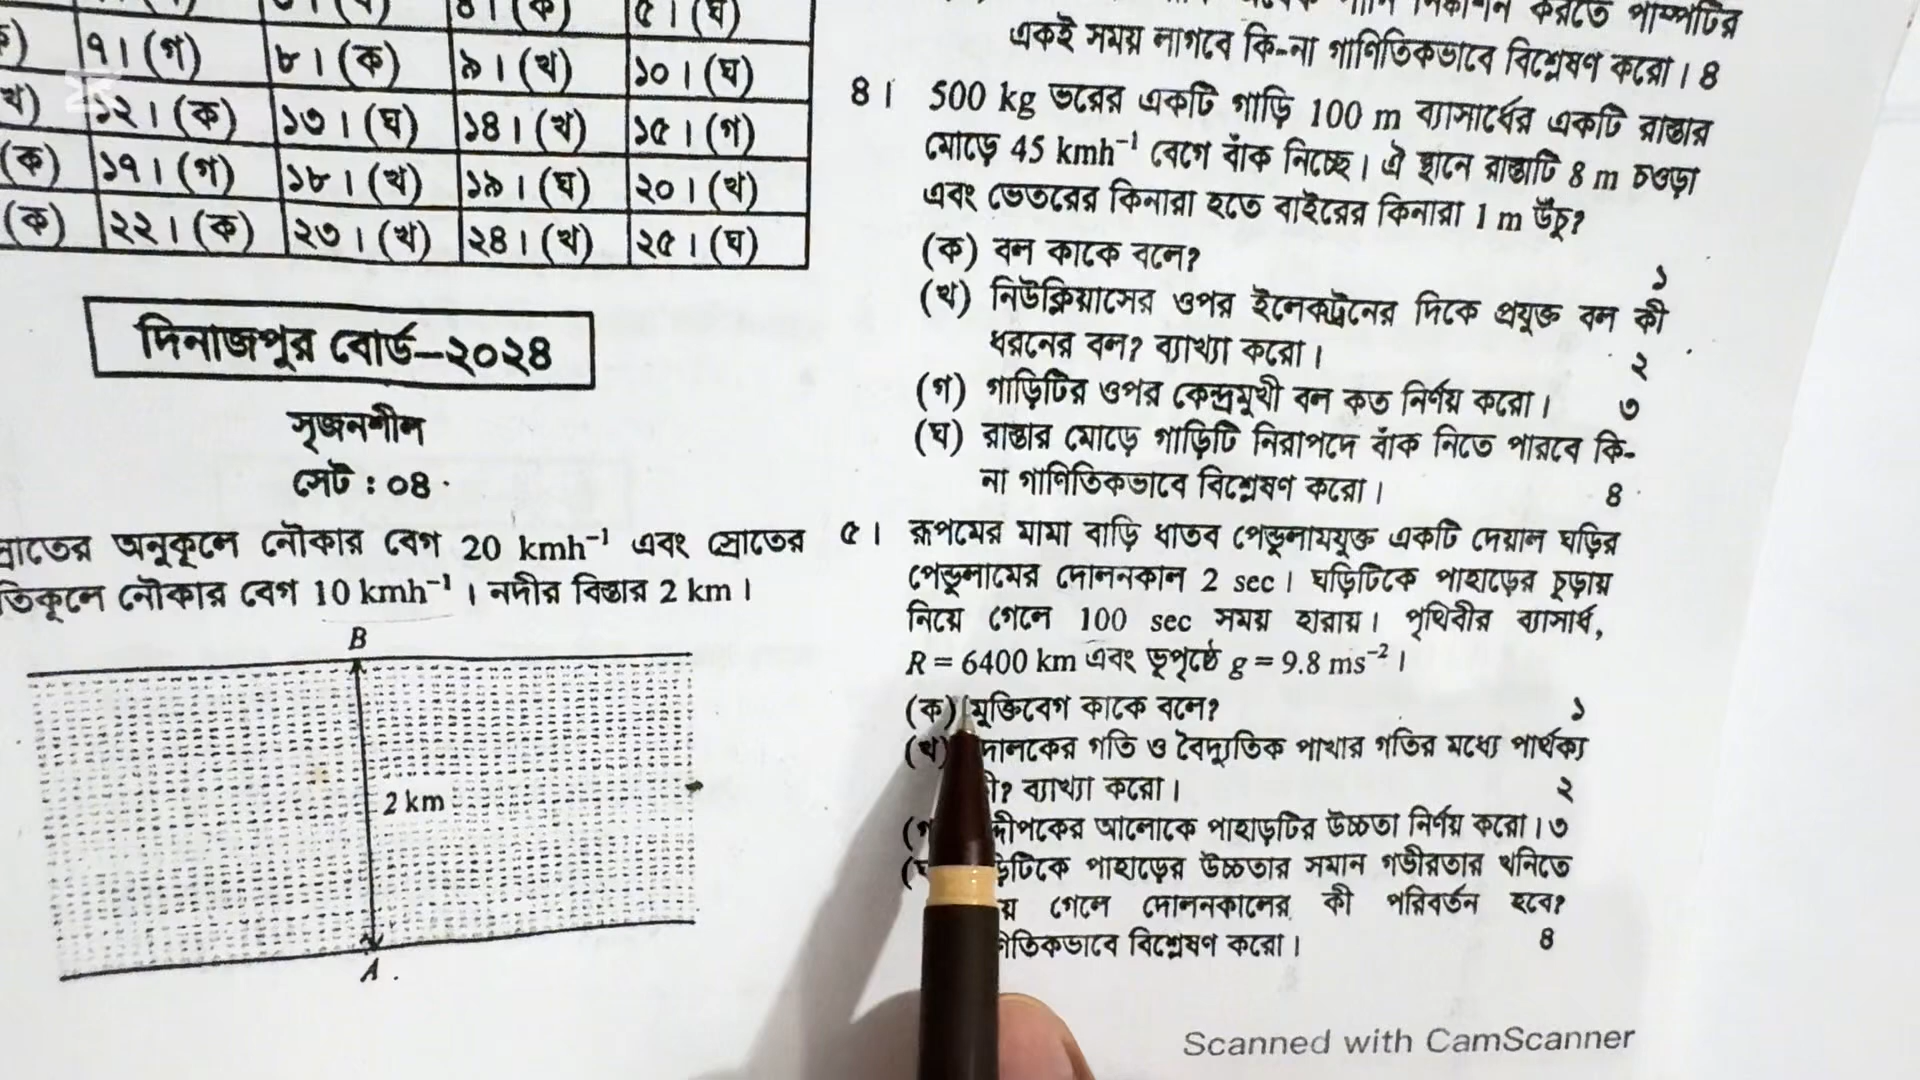 ৫। (ঘ)
৭। (গ)
৮। (ক)
৯। (খ)
১০। (ঘ)
১২। (ক)
১৩। (ঘ)
১৪। (খ)
১৫। (গ)
(ক)
১৭। (গ)
১৮। (খ)
১৯। (ঘ)
২০। (খ)
(ক)
২২। (ক)
২৩। (খ)
২৪। (খ)
২৫। (ঘ)
দিনাজপুর বোর্ড–২০২৪
সৃজনশীল
সেট : ০৪
অনুকূলে নৌকার বেগ 20 kmh⁻¹ এবং স্রোতের
নৌকার বেগ 10 kmh⁻¹। নদীর বিস্তার 2 km।
B
2 km
A
করতে পাম্পটির
একই সময় লাগবে কি-না গাণিতিকভাবে বিশ্লেষণ করো। ৪
৪। 500 kg ভরের একটি গাড়ি 100 m ব্যাসার্ধের একটি রাস্তার
মোড়ে 45 kmh⁻¹ বেগে বাঁক নিচ্ছে। ঐ স্থানে রাস্তাটি 8 m চওড়া
এবং ভেতরের কিনারা হতে বাইরের কিনারা 1 m উঁচু?
(ক) বল কাকে বলে? ১
(খ) নিউক্লিয়াসের ওপর ইলেকট্রনের দিকে প্রযুক্ত বল কী
ধরনের বল? ব্যাখ্যা করো। ২
(গ) গাড়িটির ওপর কেন্দ্রমুখী বল কত নির্ণয় করো। ৩
(ঘ) রাস্তার মোড়ে গাড়িটি নিরাপদে বাঁক নিতে পারবে কি-
না গাণিতিকভাবে বিশ্লেষণ করো। ৪
৫। রূপমের মামা বাড়ি ধাতব পেন্ডুলামযুক্ত একটি দেয়াল ঘড়ির
পেন্ডুলামের দোলনকাল 2 sec। ঘড়িটিকে পাহাড়ের চূড়ায়
নিয়ে গেলে 100 sec সময় হারায়। পৃথিবীর ব্যাসার্ধ,
R = 6400 km এবং ভূপৃষ্ঠে g = 9.8 ms⁻²।
(ক) মুক্তিবেগ কাকে বলে? ১
(খ) গতি ও বৈদ্যুতিক পাখার গতির মধ্যে পার্থক্য
ব্যাখ্যা করো। ২
আলোকে পাহাড়টির উচ্চতা নির্ণয় করো। ৩
পাহাড়ের উচ্চতার সমান গভীরতার খনিতে
গেলে দোলনকালের কী পরিবর্তন হবে?
বিশ্লেষণ করো। ৪
Scanned with CamScanner